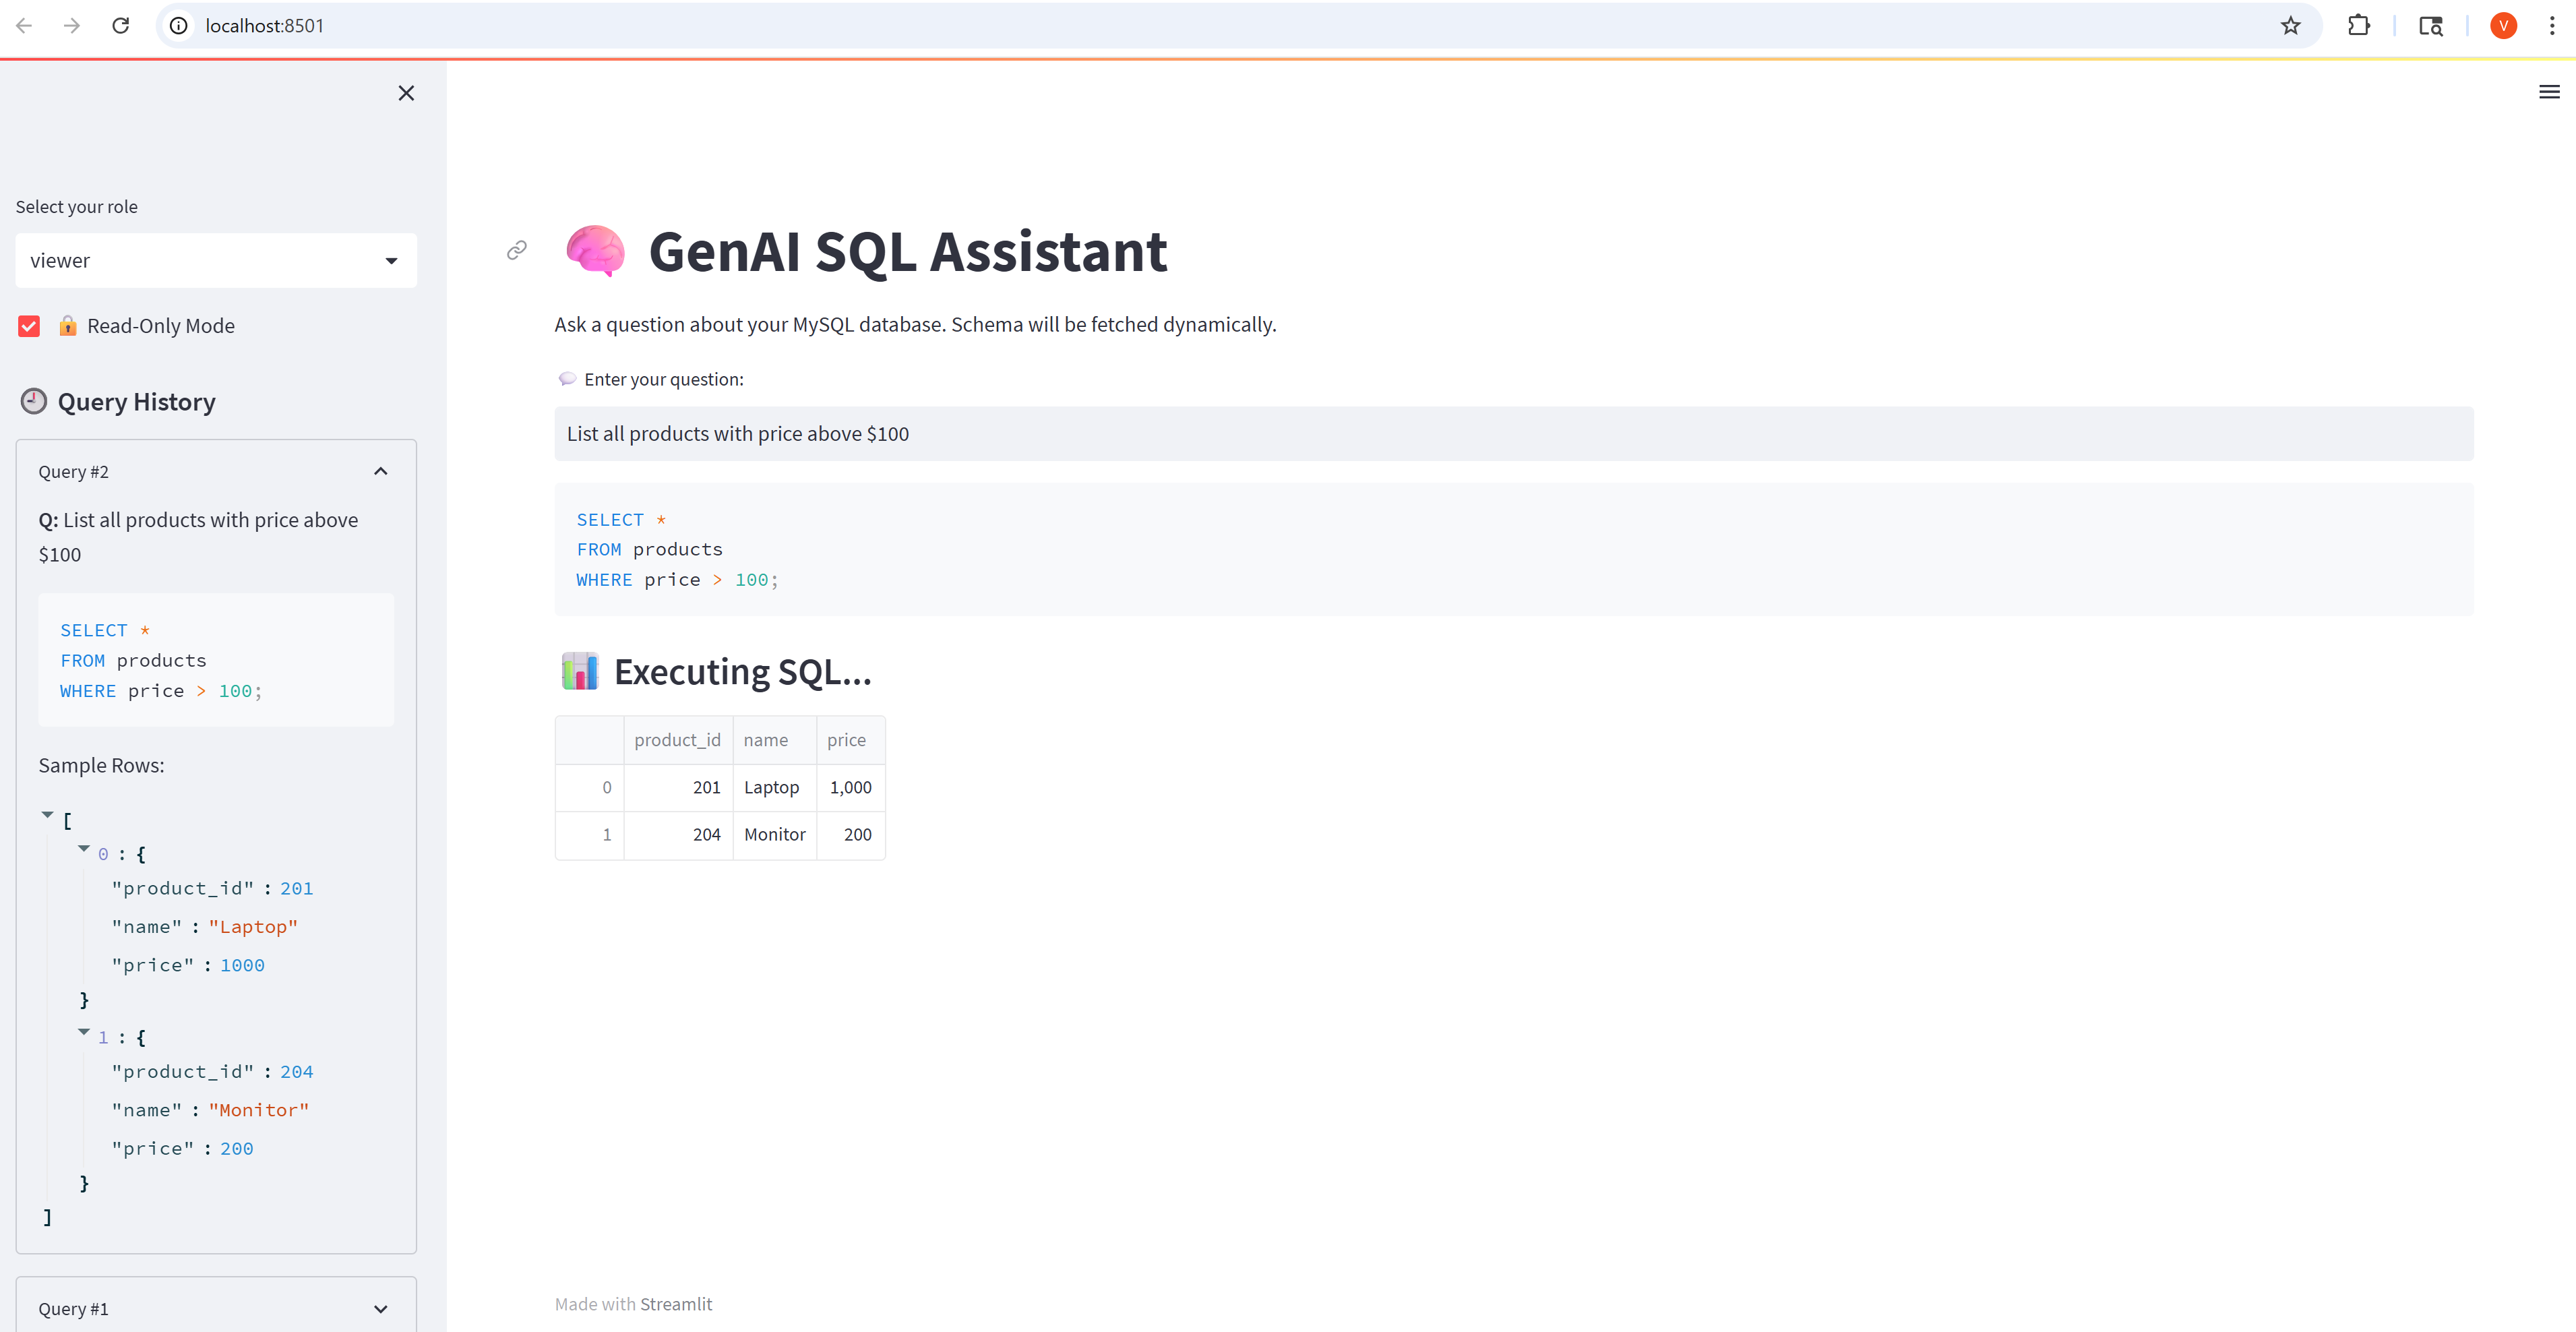 localhost:8501
V
Select your role
viewer
Read-Only Mode
Query History
Query #2
Q: List all products with price above
$100
SELECT *
FROM products
WHERE price > 100;
Sample Rows:
[
0 : {
"product_id" : 201
"name" : "Laptop"
"price" : 1000
}
1 : {
"product_id" : 204
"name" : "Monitor"
"price" : 200
}
]
Query #1
GenAI SQL Assistant
Ask a question about your MySQL database. Schema will be fetched dynamically.
Enter your question:
List all products with price above $100
SELECT *
FROM products
WHERE price > 100;
Executing SQL...
product_id name price
0 201 Laptop 1,000
1 204 Monitor 200
Made with Streamlit